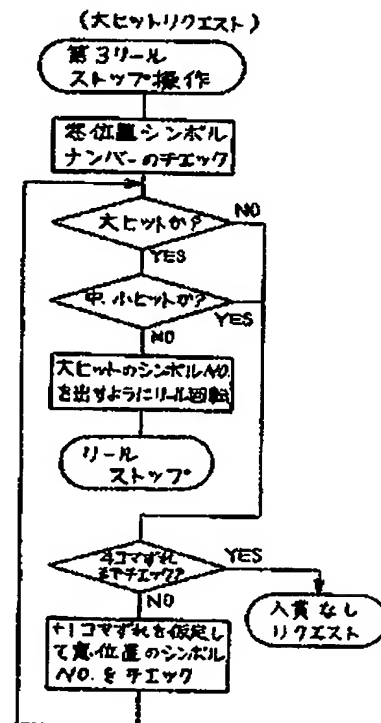 (大ヒットリクエスト)
第3リール
ストップ操作
窓位置シンボル
ナンバーのチェック
大ヒットか?
NO
YES
中.小ヒットか?
YES
NO
大ヒットのシンボルNO.
を出すようにリール回転
リール
ストップ
4コマずれ
までチェック?
YES
NO
入賞なし
リクエスト
+1コマずれを仮定し
て窓位置のシンボル
NO.をチェック